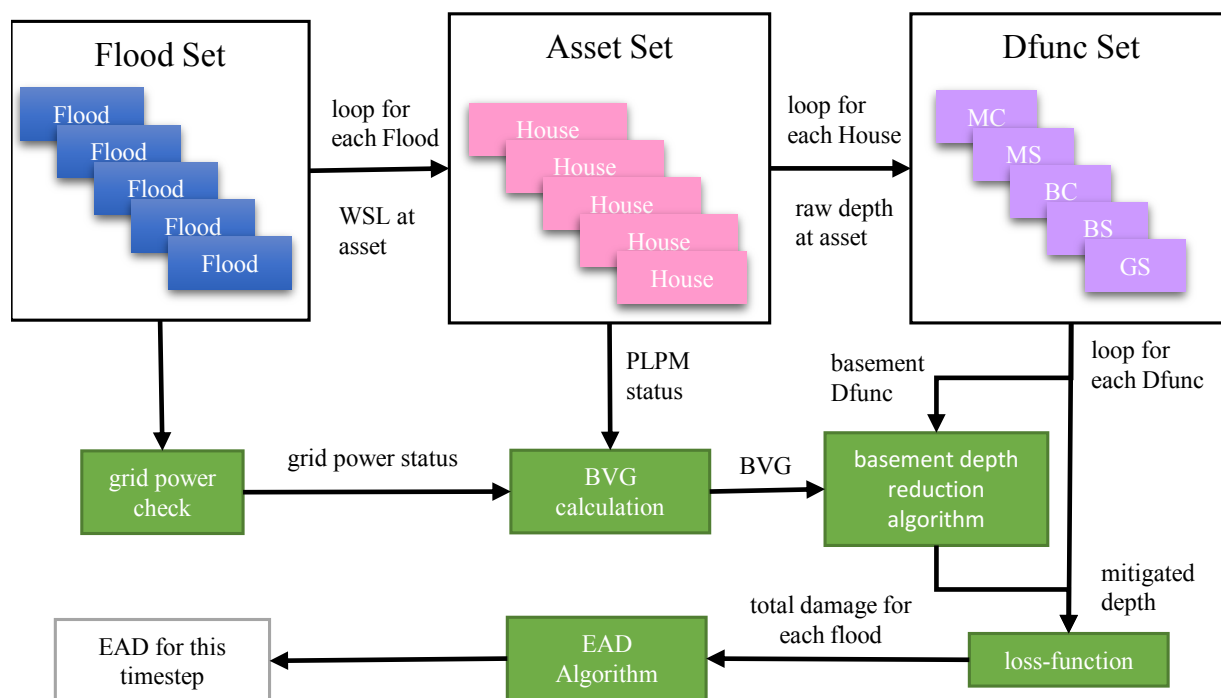 Flood Set
Flood
Flood
Flood
Flood
Flood
loop for
each Flood
WSL at
asset
Asset Set
House
House
House
House
House
loop for
each House
raw depth
at asset
Dfunc Set
MC
MS
BC
BS
GS
PLPM
status
basement
Dfunc
loop for
each Dfunc
grid power
check
grid power status
BVG
calculation
BVG
basement depth
reduction
algorithm
mitigated
depth
EAD for this
timestep
EAD
Algorithm
total damage for
each flood
loss-function